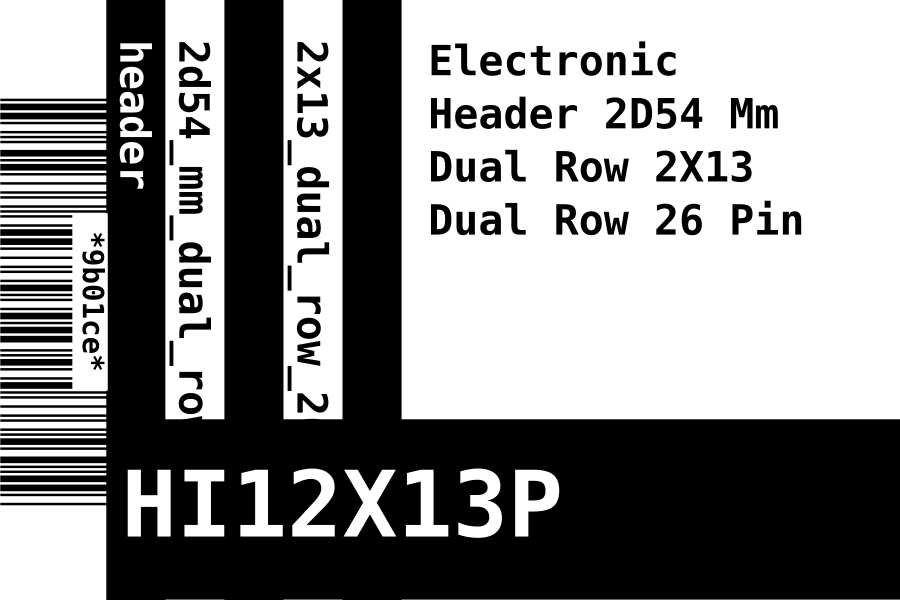 *9b01ce*
header
2d54_mm_dual_ro
2x13_dual_row_2
Electronic
Header 2D54 Mm
Dual Row 2X13
Dual Row 26 Pin
HI12X13P